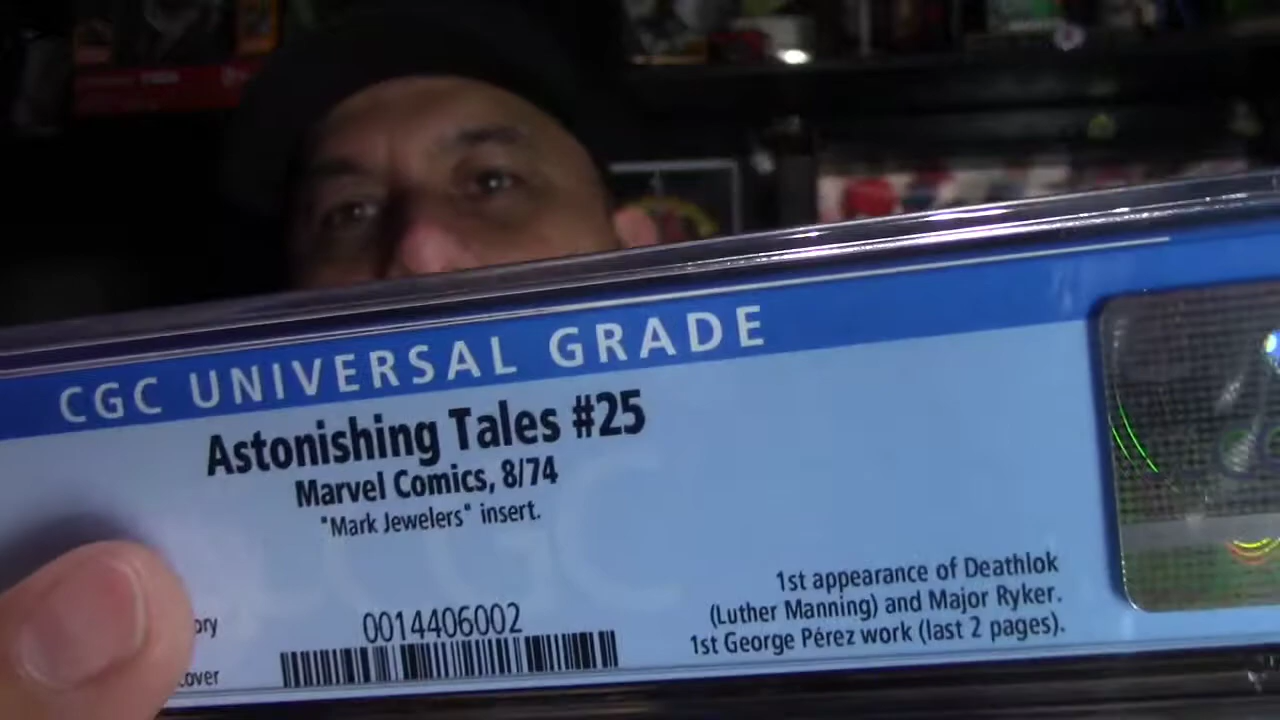 CGC UNIVERSAL GRADE
Astonishing Tales #25
Marvel Comics, 8/74
"Mark Jewelers" insert.
1st appearance of Deathlok
(Luther Manning) and Major Ryker.
1st George Pérez work (last 2 pages).
0014406002